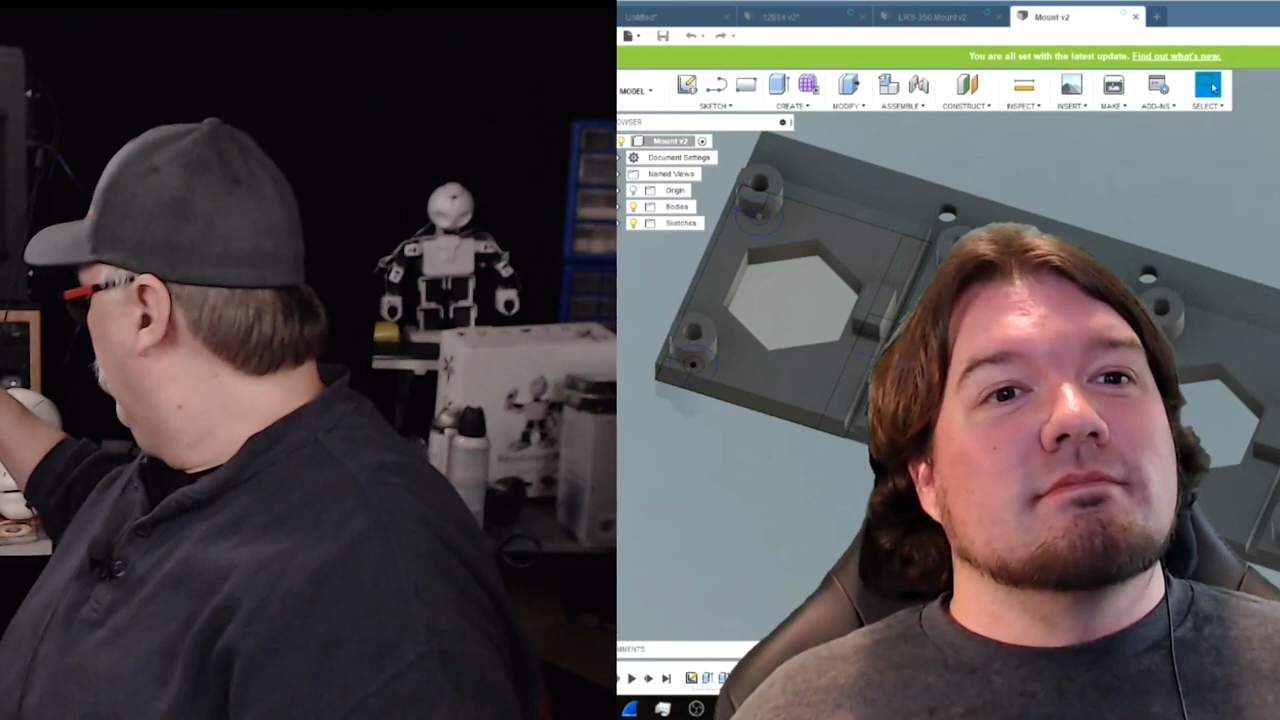 Untitled*
12864 v2*
LRS-350 Mount v2
Mount v2
You are all set with the latest update. Find out what's new.
MODEL
SKETCH
CREATE
MODIFY
ASSEMBLE
CONSTRUCT
INSPECT
INSERT
MAKE
ADD-INS
SELECT
OWSER
Mount v2
Document Settings
Named Views
Origin
Bodies
Sketches
MMENTS